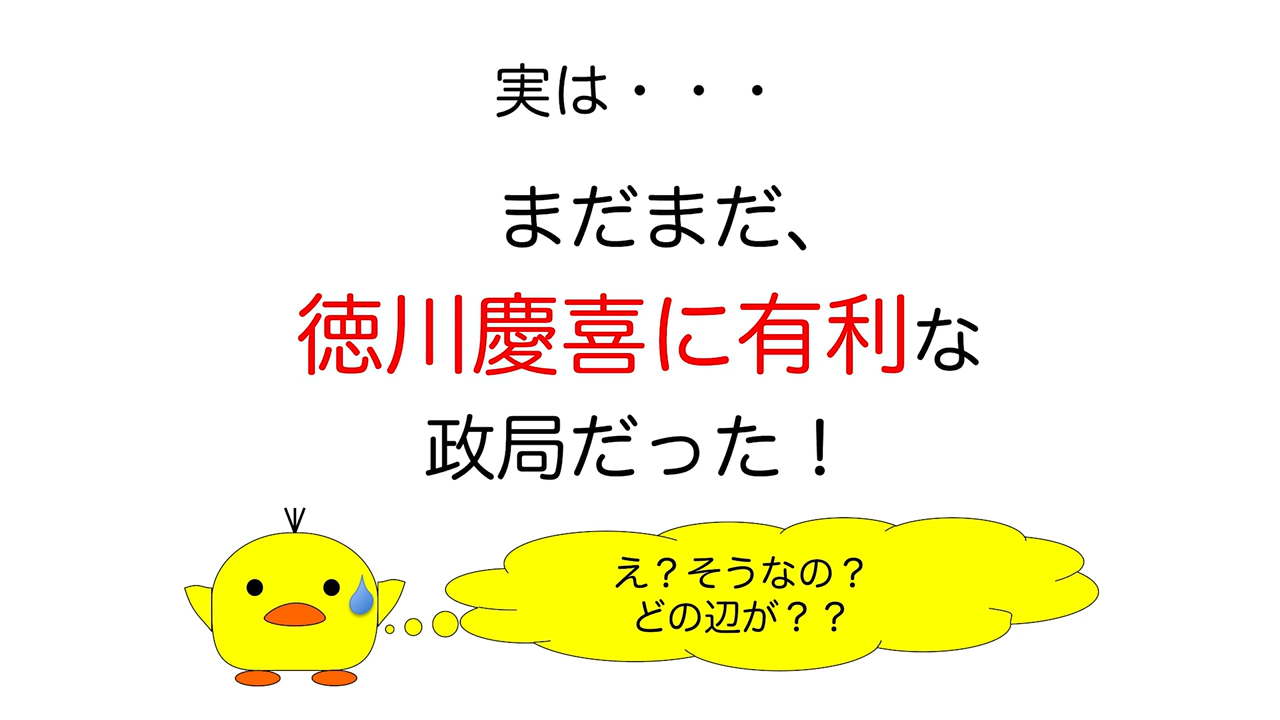 実は・・・
まだまだ、
徳川慶喜に有利な
政局だった！
え？そうなの？
どの辺が？？